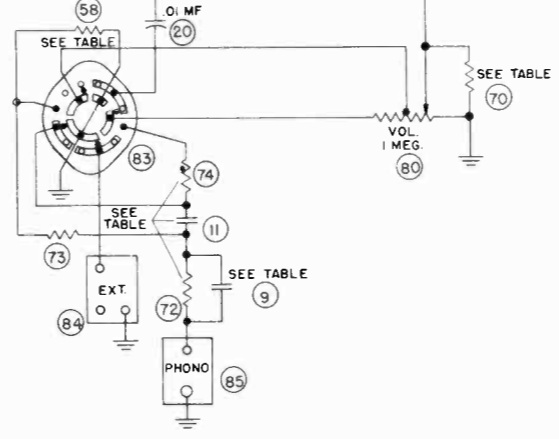 58
.01 MF
20
SEE TABLE
SEE TABLE
70
VOL.
1 MEG.
80
83
74
SEE
TABLE
11
73
SEE TABLE
9
EXT.
84
72
PHONO
85